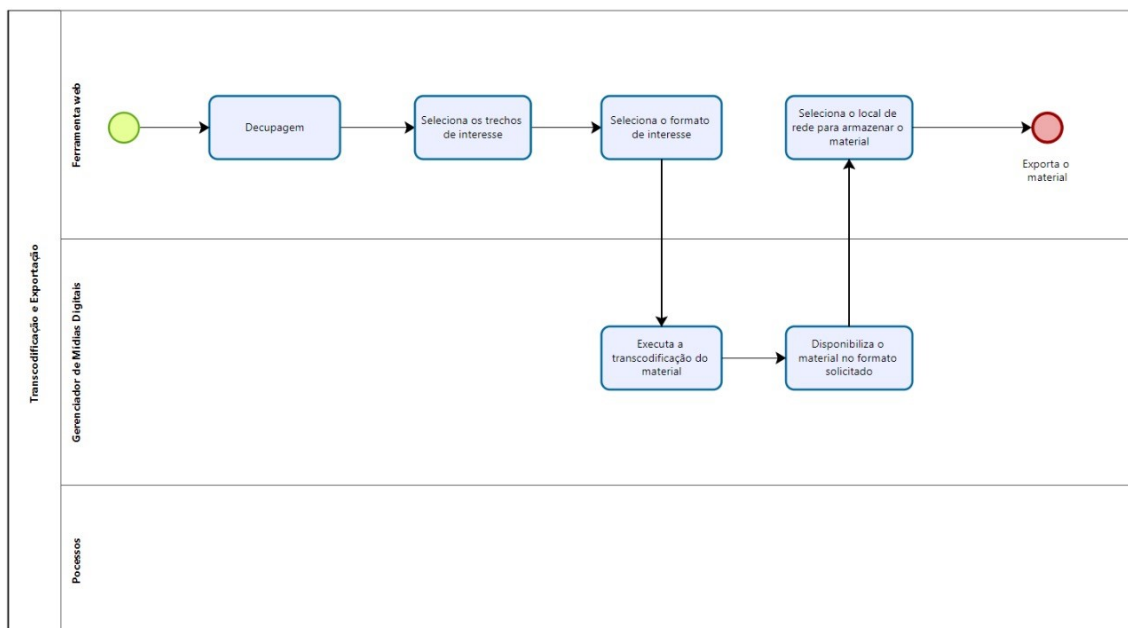 Transcodificação e Exportação
Ferramenta web
Decupagem
Seleciona os trechos
de interesse
Seleciona o formato
de interesse
Seleciona o local de
rede para armazenar o
material
Exporta o
material
Gerenciador de Mídias Digitais
Executa a
transcodificação do
material
Disponibiliza o
material no formato
solicitado
Pocessos